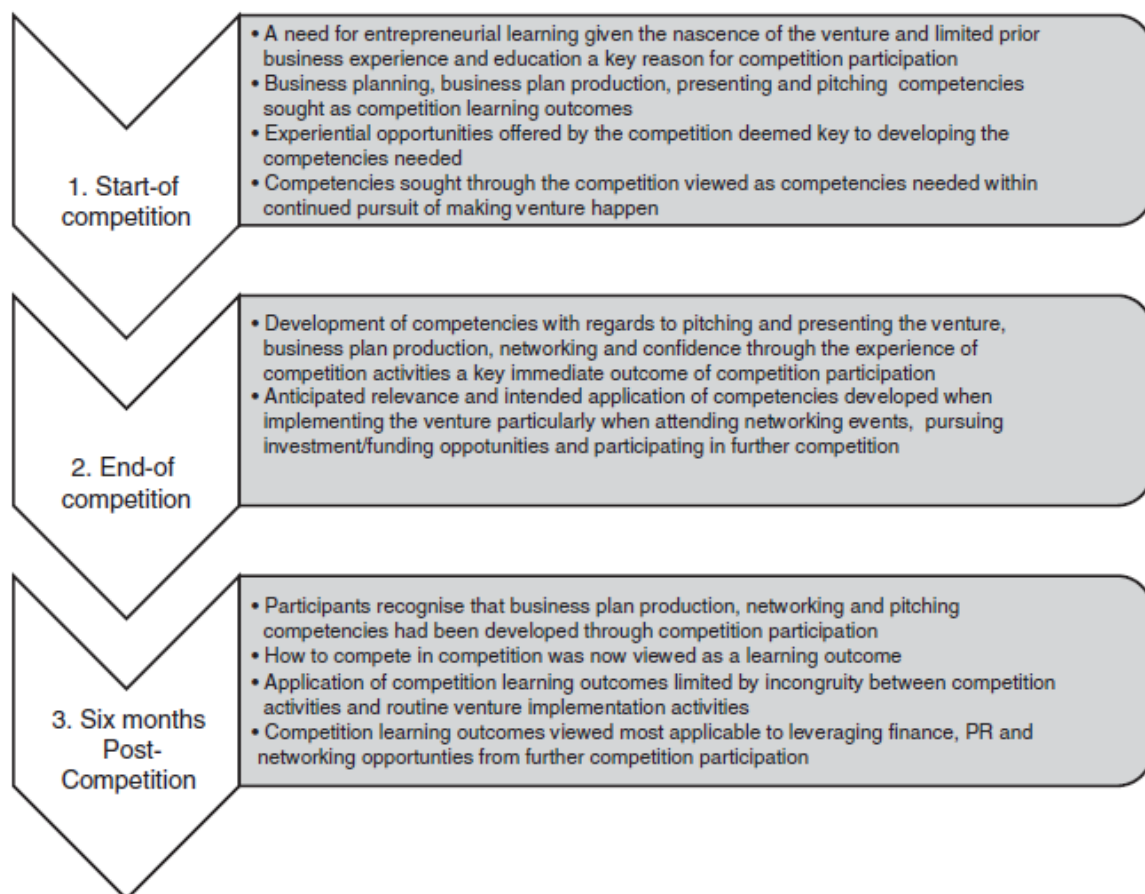 1. Start-of
competition
• A need for entrepreneurial learning given the nascence of the venture and limited prior
business experience and education a key reason for competition participation
• Business planning, business plan production, presenting and pitching competencies
sought as competition learning outcomes
• Experiential opportunities offered by the competition deemed key to developing the
competencies needed
• Competencies sought through the competition viewed as competencies needed within
continued pursuit of making venture happen
2. End-of
competition
• Development of competencies with regards to pitching and presenting the venture,
business plan production, networking and confidence through the experience of
competition activities a key immediate outcome of competition participation
• Anticipated relevance and intended application of competencies developed when
implementing the venture particularly when attending networking events, pursuing
investment/funding oppotunities and participating in further competition
3. Six months
Post-
Competition
• Participants recognise that business plan production, networking and pitching
competencies had been developed through competition participation
• How to compete in competition was now viewed as a learning outcome
• Application of competition learning outcomes limited by incongruity between competition
activities and routine venture implementation activities
• Competition learning outcomes viewed most applicable to leveraging finance, PR and
networking opportunties from further competition participation